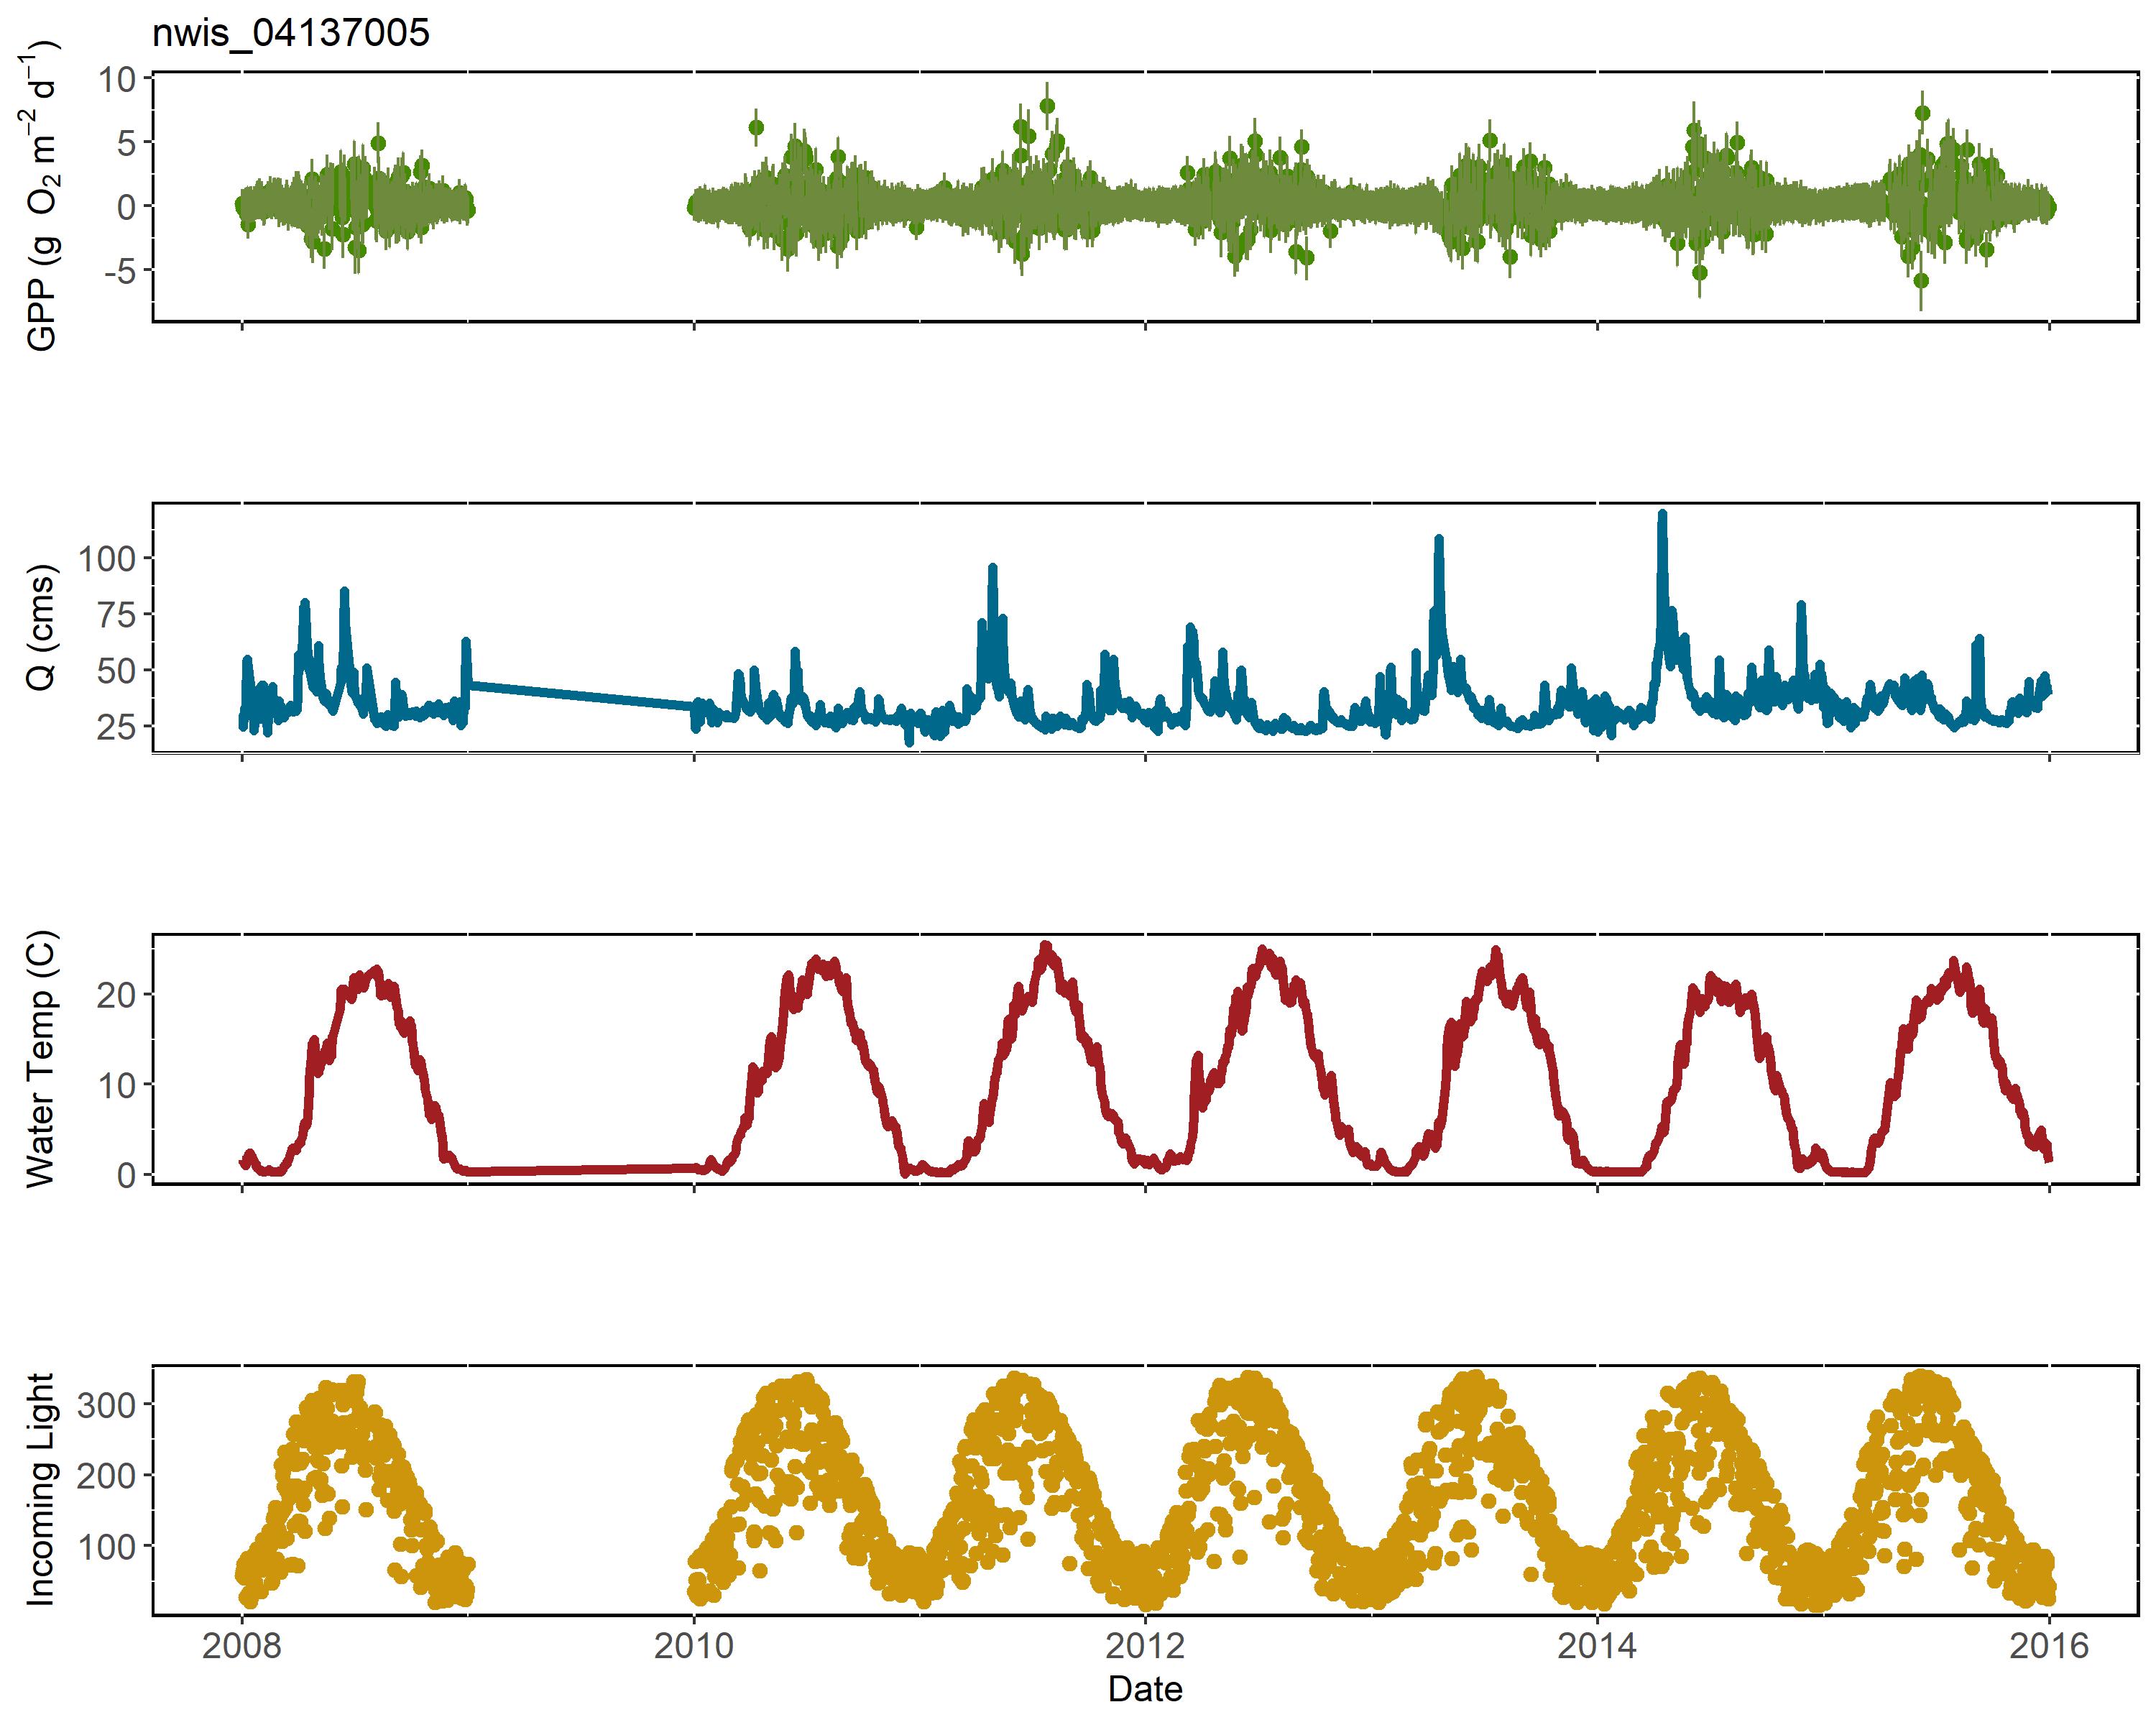 nwis_04137005
GPP (g O₂ m⁻² d⁻¹)
10
5
0
-5
Q (cms)
100
75
50
25
Water Temp (C)
20
10
0
Incoming Light
300
200
100
2008 2010 2012 2014 2016
Date